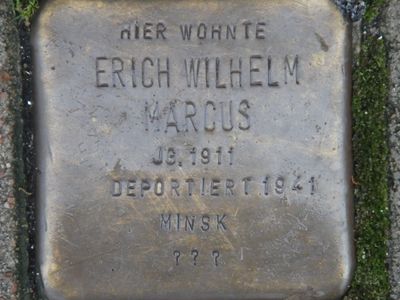 HIER WOHNTE
ERICH WILHELM
MARCUS
JG. 1911
DEPORTIERT 1941
MINSK
? ? ?